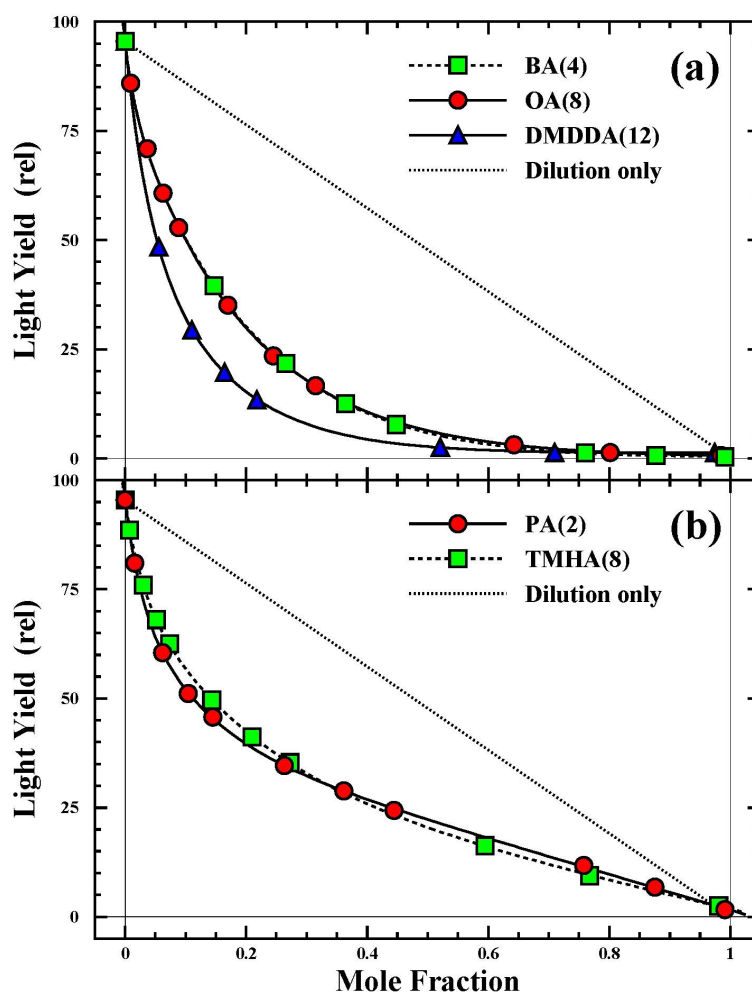 100
75
50
25
0
Light Yield (rel)
(a)
BA(4)
OA(8)
DMDDA(12)
Dilution only
100
75
50
25
0
Light Yield (rel)
(b)
PA(2)
TMHA(8)
Dilution only
0 0.2 0.4 0.6 0.8 1
Mole Fraction